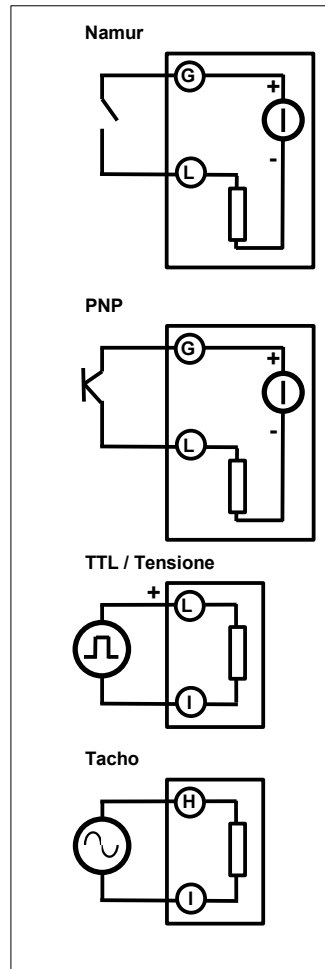 Namur
G
+
L
-
PNP
G
+
L
-
TTL / Tensione
+
L
I
Tacho
H
I